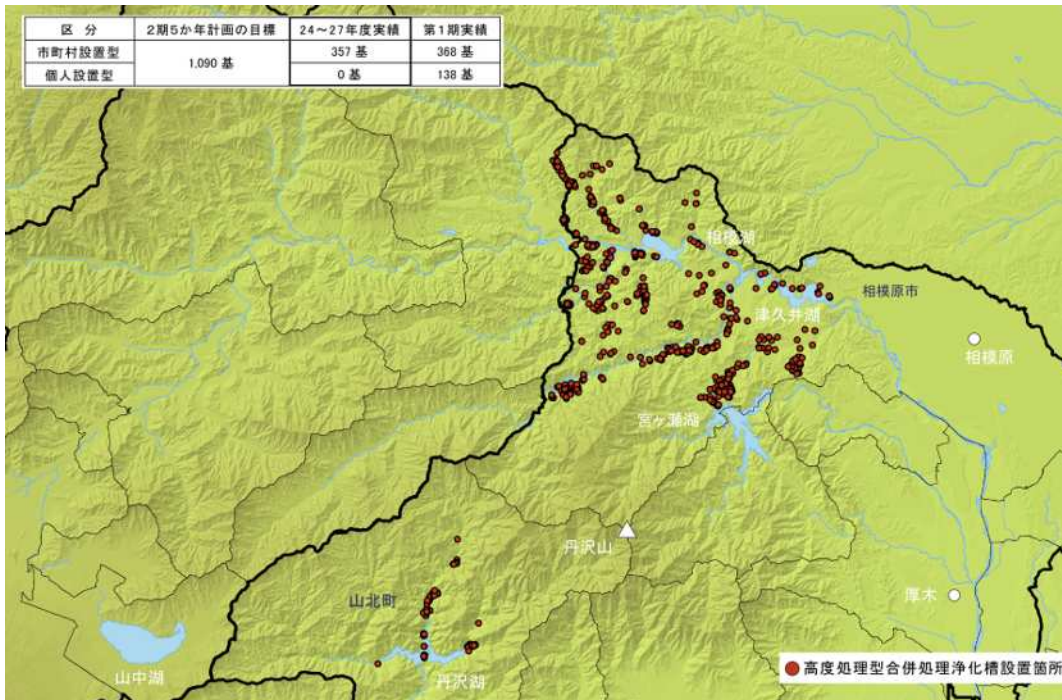 区 分 2期5か年計画の目標 24～27年度実績 第1期実績
市町村設置型 1,090 基 357 基 368 基
個人設置型 0 基 138 基
相模湖
相模原市
津久井湖
相模原
宮ヶ瀬湖
丹沢山
山北町
厚木
山中湖
丹沢湖
高度処理型合併処理浄化槽設置箇所